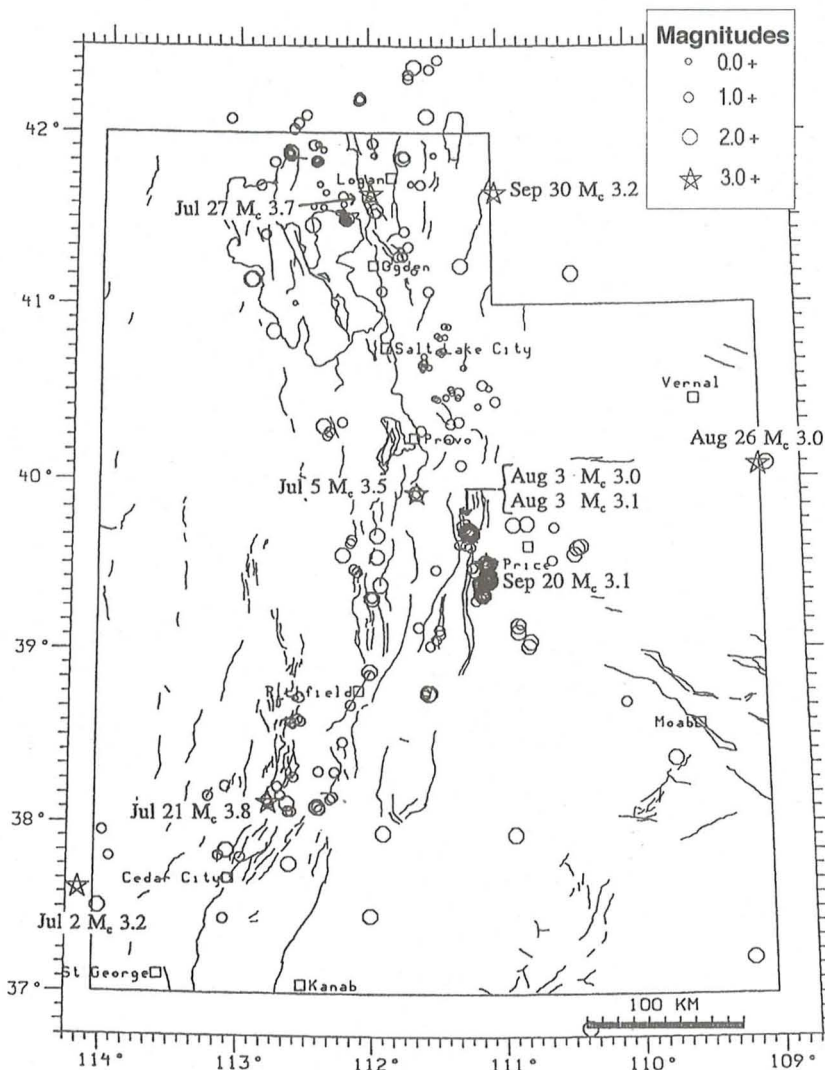 Magnitudes
0.0 +
1.0 +
2.0 +
3.0 +
42°
Logan
Jul 27 Mc 3.7
Sep 30 Mc 3.2
Ogden
41°
Salt Lake City
Vernal
Provo
Aug 26 Mc 3.0
40°
Aug 3 Mc 3.0
Jul 5 Mc 3.5
Aug 3 Mc 3.1
Price
Sep 20 Mc 3.1
39°
Richfield
Moab
Jul 21 Mc 3.8
38°
Cedar City
Jul 2 Mc 3.2
St George
37°
Kanab
100 KM
114°
113°
112°
111°
110°
109°